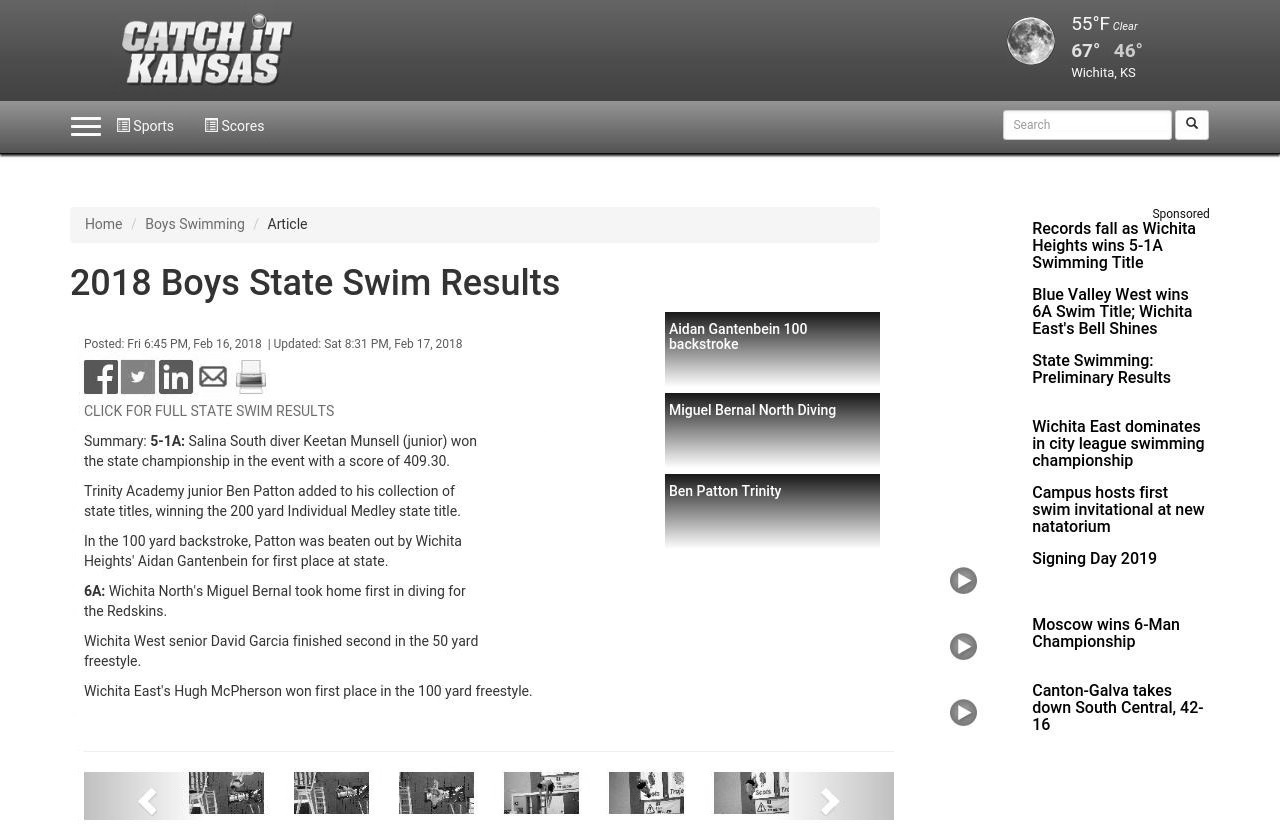 CATCH iT
KANSAS
55°F Clear
67° 46°
Wichita, KS
Sports
Scores
Search
Home / Boys Swimming / Article
2018 Boys State Swim Results
Posted: Fri 6:45 PM, Feb 16, 2018 | Updated: Sat 8:31 PM, Feb 17, 2018
CLICK FOR FULL STATE SWIM RESULTS
Summary: 5-1A: Salina South diver Keetan Munsell (junior) won
the state championship in the event with a score of 409.30.
Trinity Academy junior Ben Patton added to his collection of
state titles, winning the 200 yard Individual Medley state title.
In the 100 yard backstroke, Patton was beaten out by Wichita
Heights' Aidan Gantenbein for first place at state.
6A: Wichita North's Miguel Bernal took home first in diving for
the Redskins.
Wichita West senior David Garcia finished second in the 50 yard
freestyle.
Wichita East's Hugh McPherson won first place in the 100 yard freestyle.
Aidan Gantenbein 100
backstroke
Miguel Bernal North Diving
Ben Patton Trinity
Sponsored
Records fall as Wichita
Heights wins 5-1A
Swimming Title
Blue Valley West wins
6A Swim Title; Wichita
East's Bell Shines
State Swimming:
Preliminary Results
Wichita East dominates
in city league swimming
championship
Campus hosts first
swim invitational at new
natatorium
Signing Day 2019
Moscow wins 6-Man
Championship
Canton-Galva takes
down South Central, 42-
16